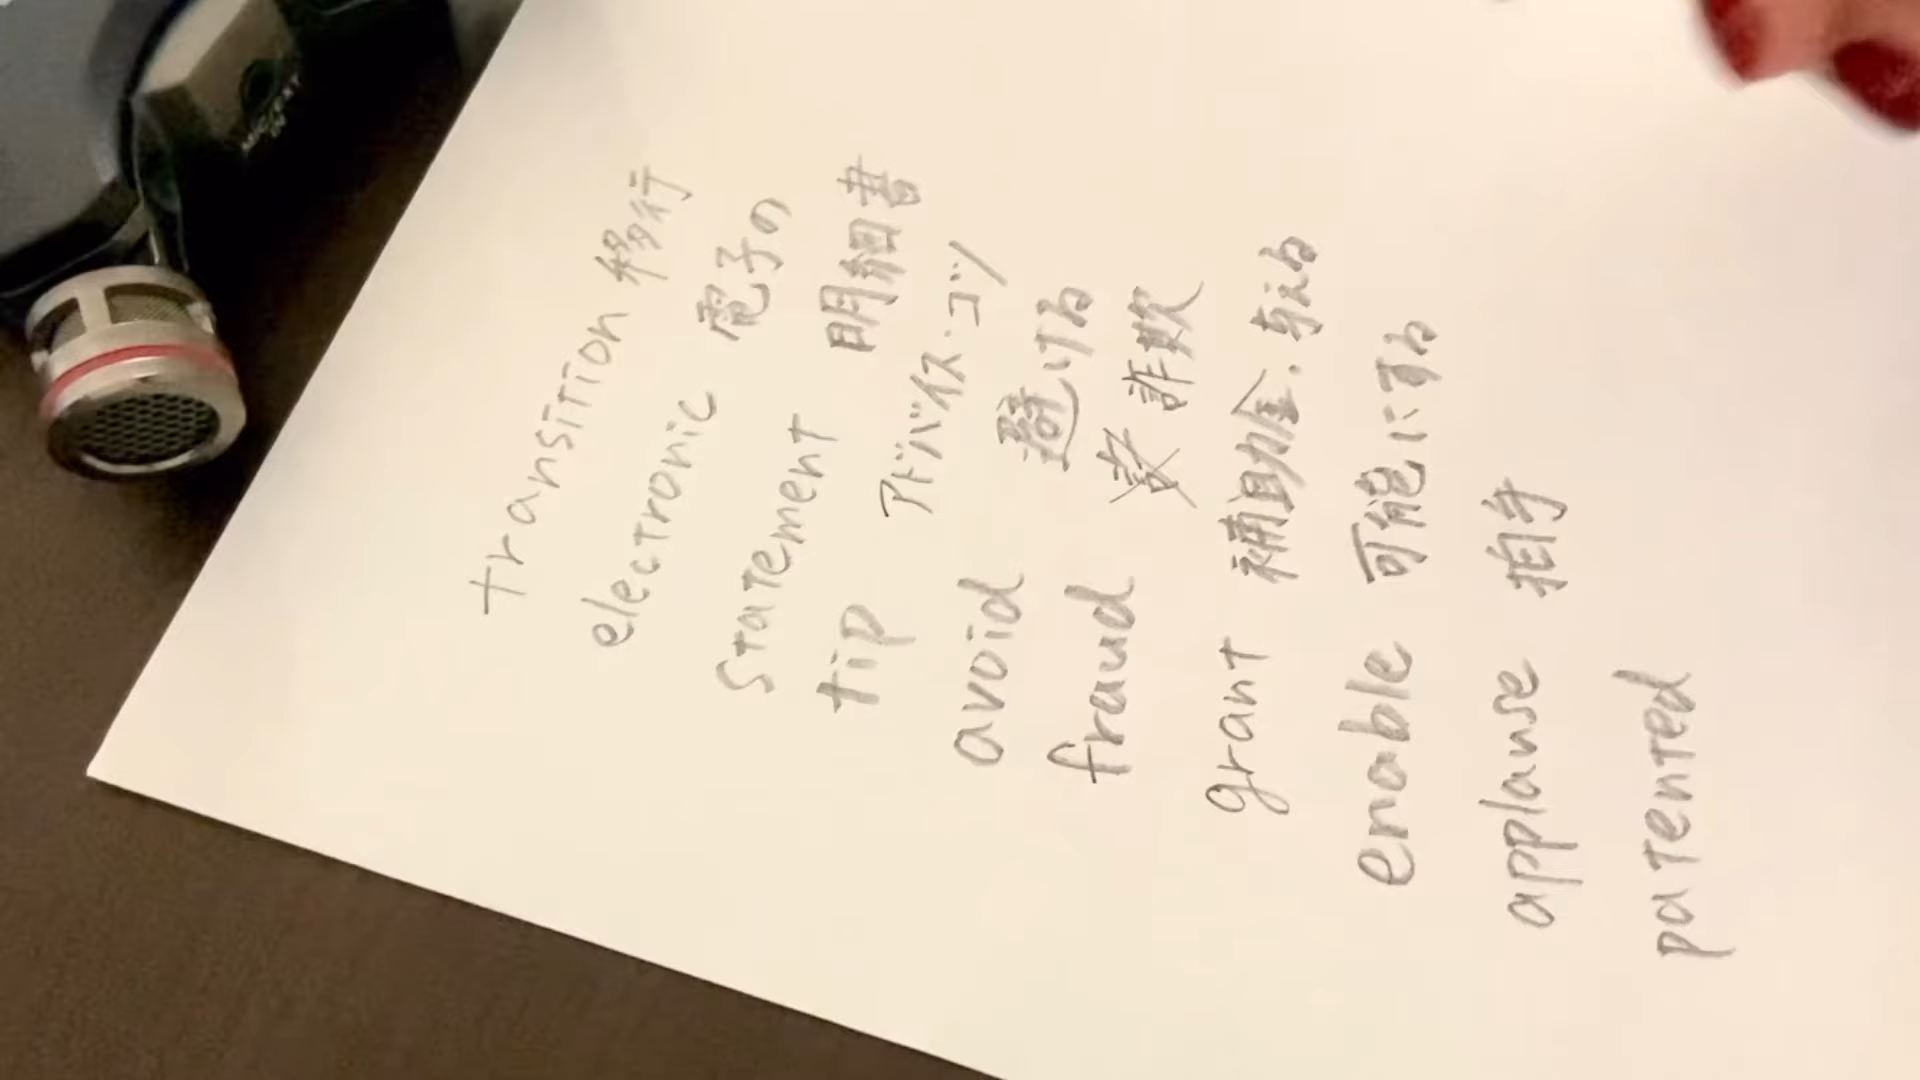 transition 移行
electronic 電子の
statement 明細書
tip アドバイス・コツ
avoid 避ける
fraud 詐欺
grant 補助金・与える
enable 可能にする
applause 拍手
patented